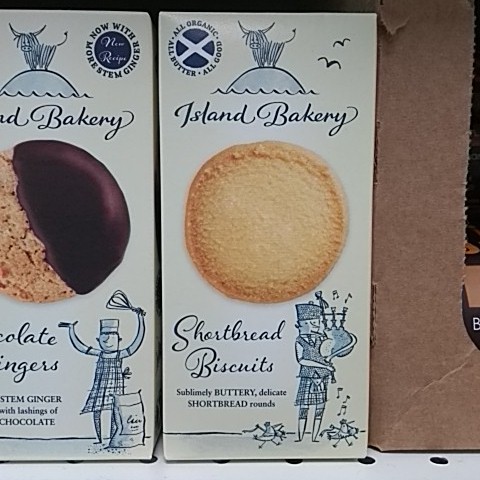 NOW WITH
MORE STEM GINGER
New
Recipe
nd Bakery
colate
ingers
STEM GINGER
with lashings of
CHOCOLATE
ALL ORGANIC
ALL BUTTER · ALL GOOD
Island Bakery
Shortbread
Biscuits
Sublimely BUTTERY, delicate
SHORTBREAD rounds
B